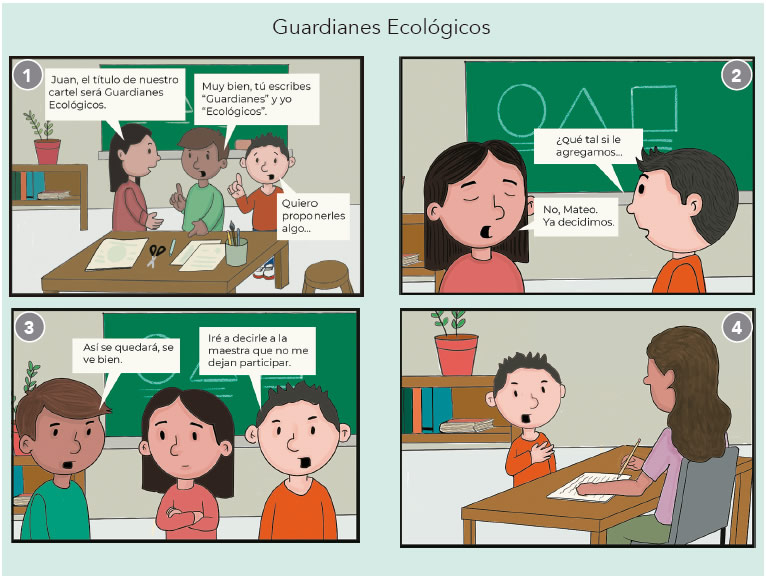 Guardianes Ecológicos
1
Juan, el título de nuestro
cartel será Guardianes
Ecológicos.
Muy bien, tú escribes
“Guardianes” y yo
“Ecológicos”.
Quiero
proponerles
algo...
2
¿Qué tal si le
agregamos...
No, Mateo.
Ya decidimos.
3
Así se quedará, se
ve bien.
Iré a decirle a la
maestra que no me
dejan participar.
4